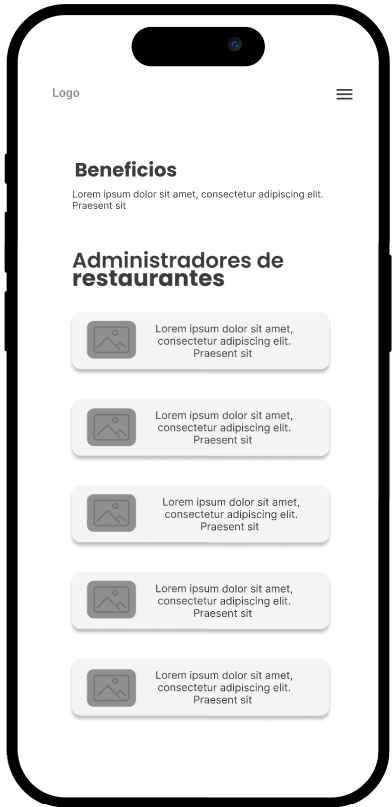 Logo
Beneficios
Lorem ipsum dolor sit amet, consectetur adipiscing elit.
Praesent sit
Administradores de
restaurantes
Lorem ipsum dolor sit amet,
consectetur adipiscing elit.
Praesent sit
Lorem ipsum dolor sit amet,
consectetur adipiscing elit.
Praesent sit
Lorem ipsum dolor sit amet,
consectetur adipiscing elit.
Praesent sit
Lorem ipsum dolor sit amet,
consectetur adipiscing elit.
Praesent sit
Lorem ipsum dolor sit amet,
consectetur adipiscing elit.
Praesent sit